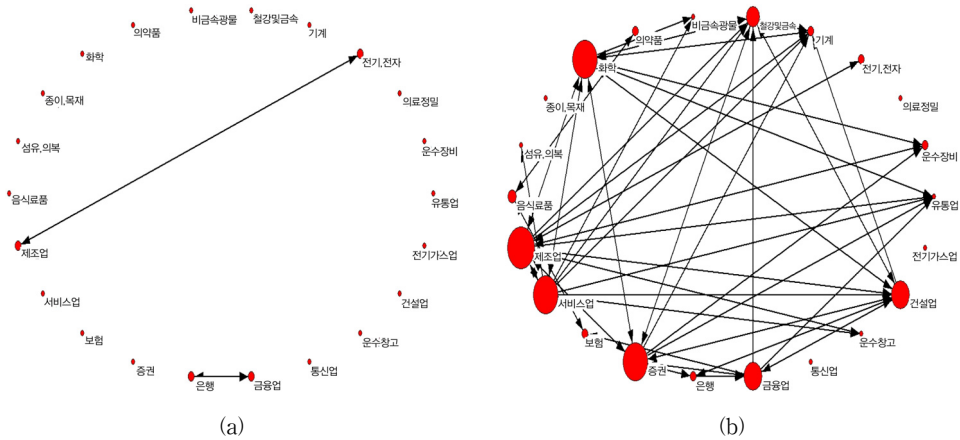 비금속광물
철강및금속
의약품
기계
화학
전기,전자
종이,목재
의료정밀
섬유,의복
운수장비
음식료품
유통업
제조업
전기가스업
서비스업
건설업
보험
운수창고
증권
통신업
은행
금융업
(a)
비금속광물
철강및금속
의약품
기계
화학
전기,전자
종이,목재
의료정밀
섬유,의복
운수장비
음식료품
유통업
제조업
전기가스업
서비스업
건설업
보험
운수창고
증권
통신업
은행
금융업
(b)